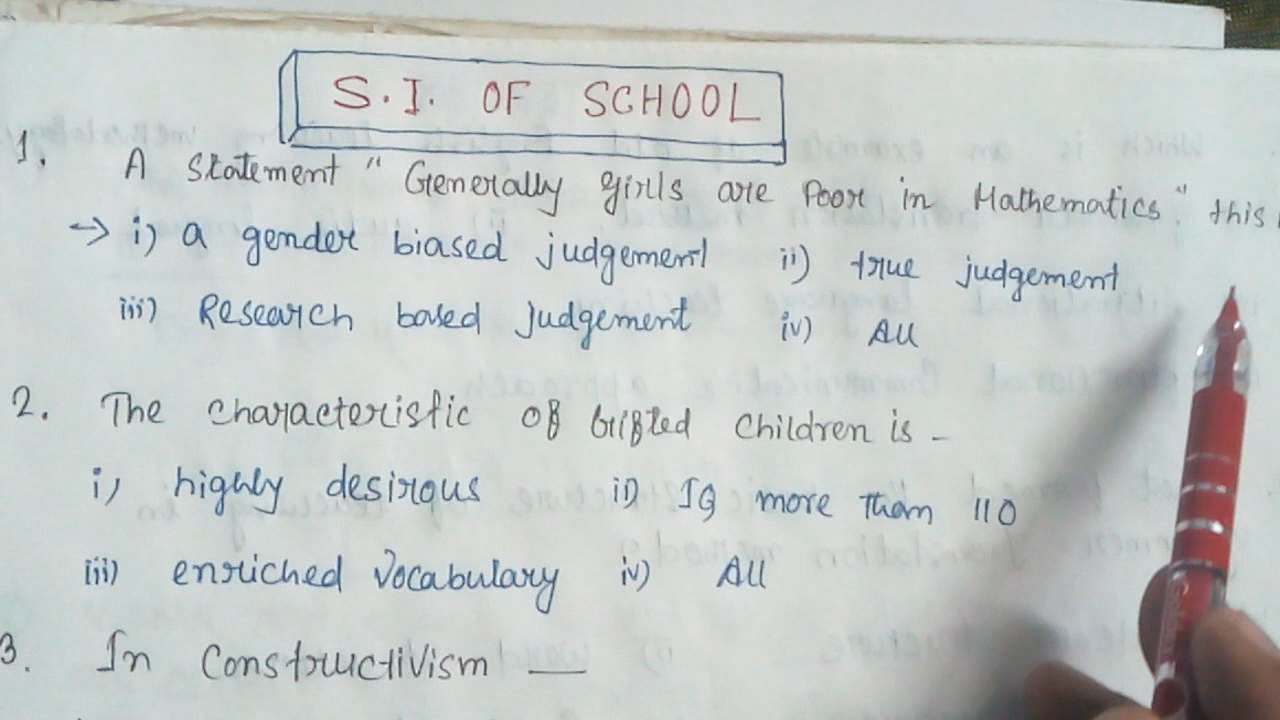 S.I. OF SCHOOL
1. A Statement "Generally girls are Poor in Mathematics" this
→ i) a gender biased judgement ii) true judgement
iii) Research based judgement iv) All
2. The characteristic of Gifted children is -
i) highly desirous ii) IQ more than 110
iii) enriched vocabulary iv) All
3. In Constructivism —